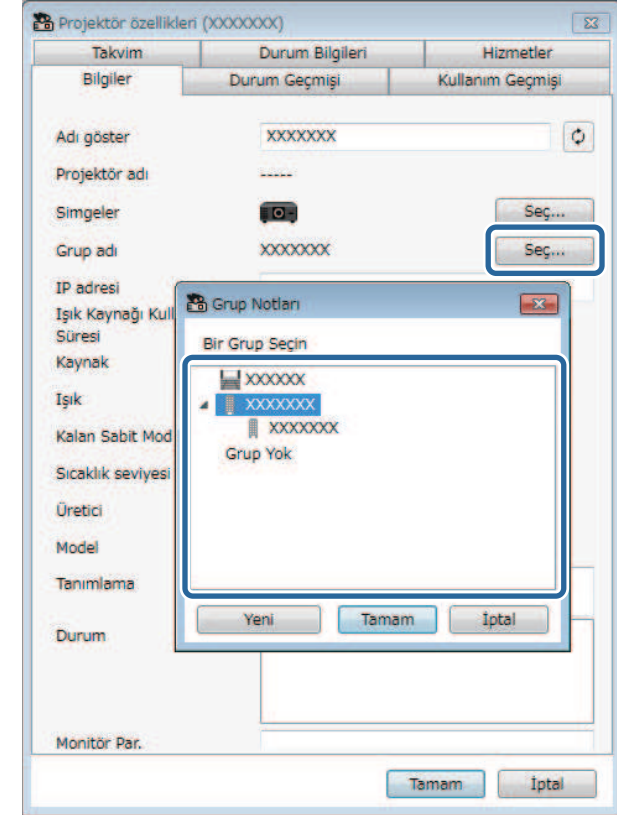 Projektör özellikleri (XXXXXXX)
Takvim Durum Bilgileri Hizmetler
Bilgiler Durum Geçmişi Kullanım Geçmişi
Adı göster XXXXXXX
Projektör adı -----
Simgeler Seç...
Grup adı XXXXXXX Seç...
IP adresi
Işık Kaynağı Kull
Süresi
Kaynak
Işık
Kalan Sabit Mod
Sıcaklık seviyesi
Üretici
Model
Tanımlama
Durum
Monitör Par.
Grup Notları
Bir Grup Seçin
XXXXXX
XXXXXXX
XXXXXXX
Grup Yok
Yeni Tamam İptal
Tamam İptal